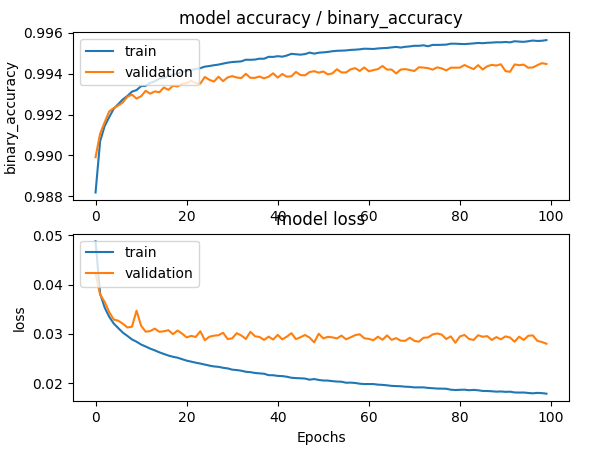 model accuracy / binary_accuracy
0.996
0.994
0.992
0.990
0.988
binary_accuracy
train
validation
0 20 40 60 80 100
model loss
0.05
0.04
0.03
0.02
loss
train
validation
0 20 40 60 80 100
Epochs